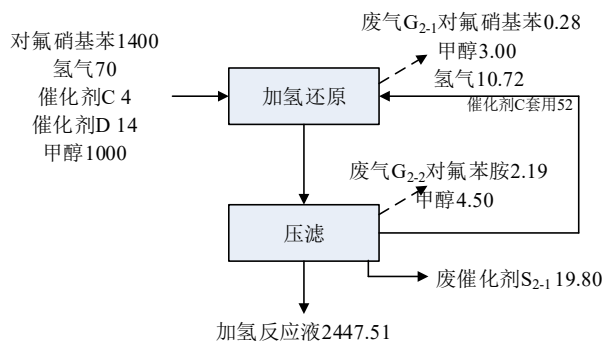 对氟硝基苯1400
氢气70
催化剂C 4
催化剂D 14
甲醇1000
加氢还原
废气G2-1对氟硝基苯0.28
甲醇3.00
氢气10.72
催化剂C套用52
废气G2-2对氟苯胺2.19
甲醇4.50
压滤
废催化剂S2-1 19.80
加氢反应液2447.51